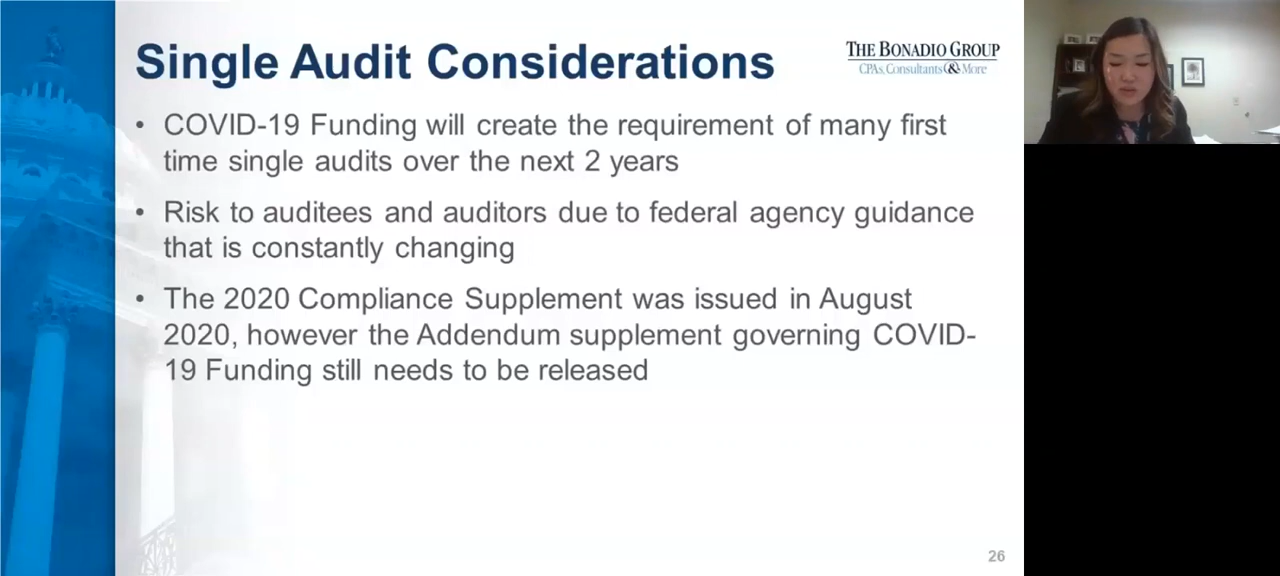 Single Audit Considerations
THE BONADIO GROUP
CPAs, Consultants & More
• COVID-19 Funding will create the requirement of many first
time single audits over the next 2 years
• Risk to auditees and auditors due to federal agency guidance
that is constantly changing
• The 2020 Compliance Supplement was issued in August
2020, however the Addendum supplement governing COVID-
19 Funding still needs to be released
26